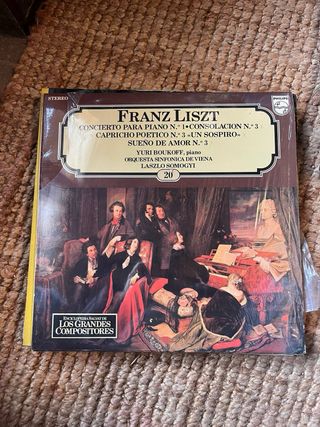 STEREO
PHILIPS
FRANZ LISZT
CONCIERTO PARA PIANO N.º 1 • CONSOLACION N.º 3
CAPRICHO POETICO N.º 3 «UN SOSPIRO»
SUEÑO DE AMOR N.º 3
YURI BOUKOFF, piano
ORQUESTA SINFONICA DE VIENA
LASZLO SOMOGYI
20
ENCICLOPEDIA SALVAT DE
LOS GRANDES
COMPOSITORES